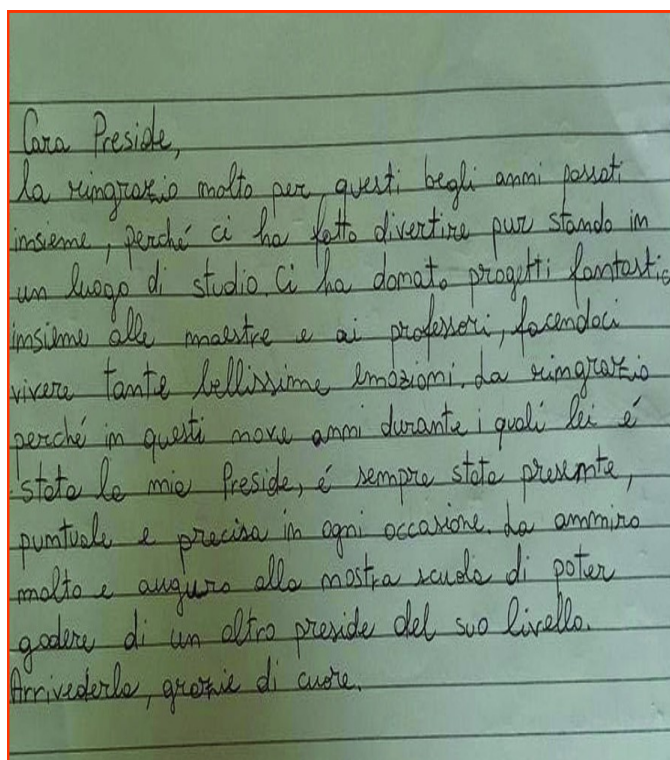 Cara Preside,
la ringrazio molto per questi begli anni passati
insieme, perché ci ha fatto divertire pur stando in
un luogo di studio. Ci ha donato progetti fantastic
insieme alle maestre e ai professori, facendoci
vivere tante bellissime emozioni. La ringrazio
perché in questi nove anni durante i quali lei é
stata la mia Preside, é sempre stata presente,
puntuale e precisa in ogni occasione. La ammiro
molto e auguro alla nostra scuola di poter
godere di un altro preside del suo livello.
Arrivederla, grazie di cuore.